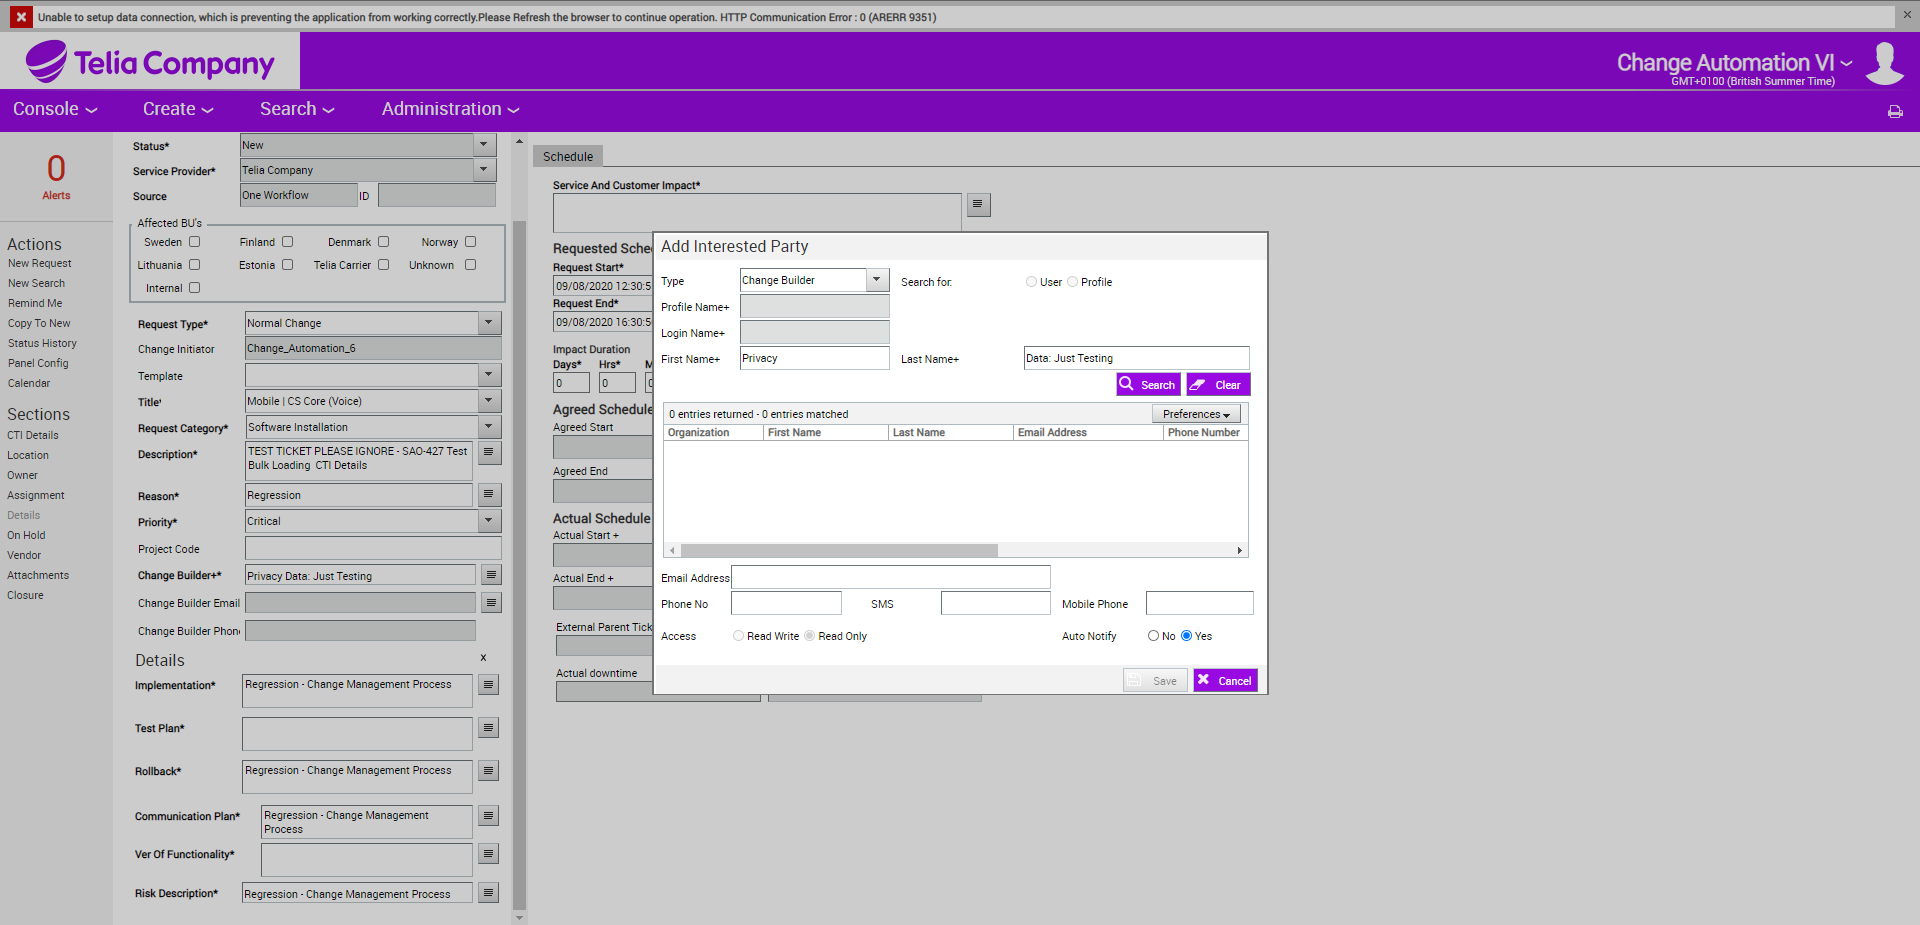 Unable to setup data connection, which is preventing the application from working correctly.Please Refresh the browser to continue operation. HTTP Communication Error : 0 (ARERR 9351)
Telia Company
Change Automation VI
GMT+0100 (British Summer Time)
Console Create Search Administration
0
Alerts
Actions
New Request
New Search
Remind Me
Copy To New
Status History
Panel Config
Calendar
Sections
CTI Details
Location
Owner
Assignment
Details
On Hold
Vendor
Attachments
Closure
Status* New
Service Provider* Telia Company
Source One Workflow ID
Affected BU's
Sweden Finland Denmark Norway
Lithuania Estonia Telia Carrier Unknown
Internal
Request Type* Normal Change
Change Initiator Change_Automation_6
Template
Title* Mobile | CS Core (Voice)
Request Category* Software Installation
Description* TEST TICKET PLEASE IGNORE - SAO-427 Test
Bulk Loading CTI Details
Reason* Regression
Priority* Critical
Project Code
Change Builder+* Privacy Data: Just Testing
Change Builder Email
Change Builder Phon
Details x
Implementation* Regression - Change Management Process
Test Plan*
Rollback* Regression - Change Management Process
Communication Plan* Regression - Change Management
Process
Ver Of Functionality*
Risk Description* Regression - Change Management Process
Schedule
Service And Customer Impact*
Requested Sche
Request Start*
09/08/2020 12:30:5
Request End*
09/08/2020 16:30:5
Impact Duration
Days* Hrs* M
0 0 0
Agreed Schedule
Agreed Start
Agreed End
Actual Schedule
Actual Start +
Actual End +
External Parent Tick
Actual downtime
Add Interested Party
Type Change Builder Search for: User Profile
Profile Name+
Login Name+
First Name+ Privacy Last Name+ Data: Just Testing
Search Clear
0 entries returned - 0 entries matched Preferences
Organization First Name Last Name Email Address Phone Number
Email Address
Phone No SMS Mobile Phone
Access Read Write Read Only Auto Notify No Yes
Save Cancel